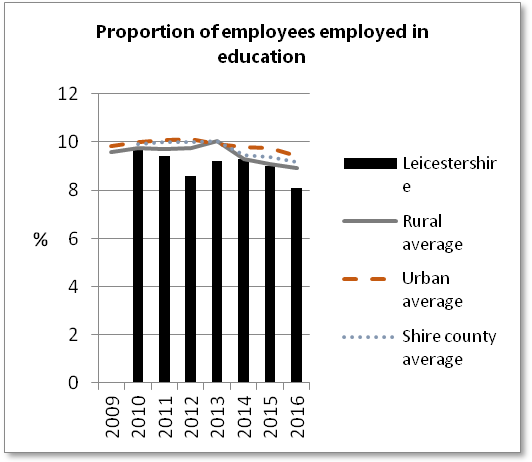 Proportion of employees employed in
education
12
10
8
6
4
2
0
%
2009
2010
2011
2012
2013
2014
2015
2016
Leicestershir
e
Rural
average
Urban
average
Shire county
average